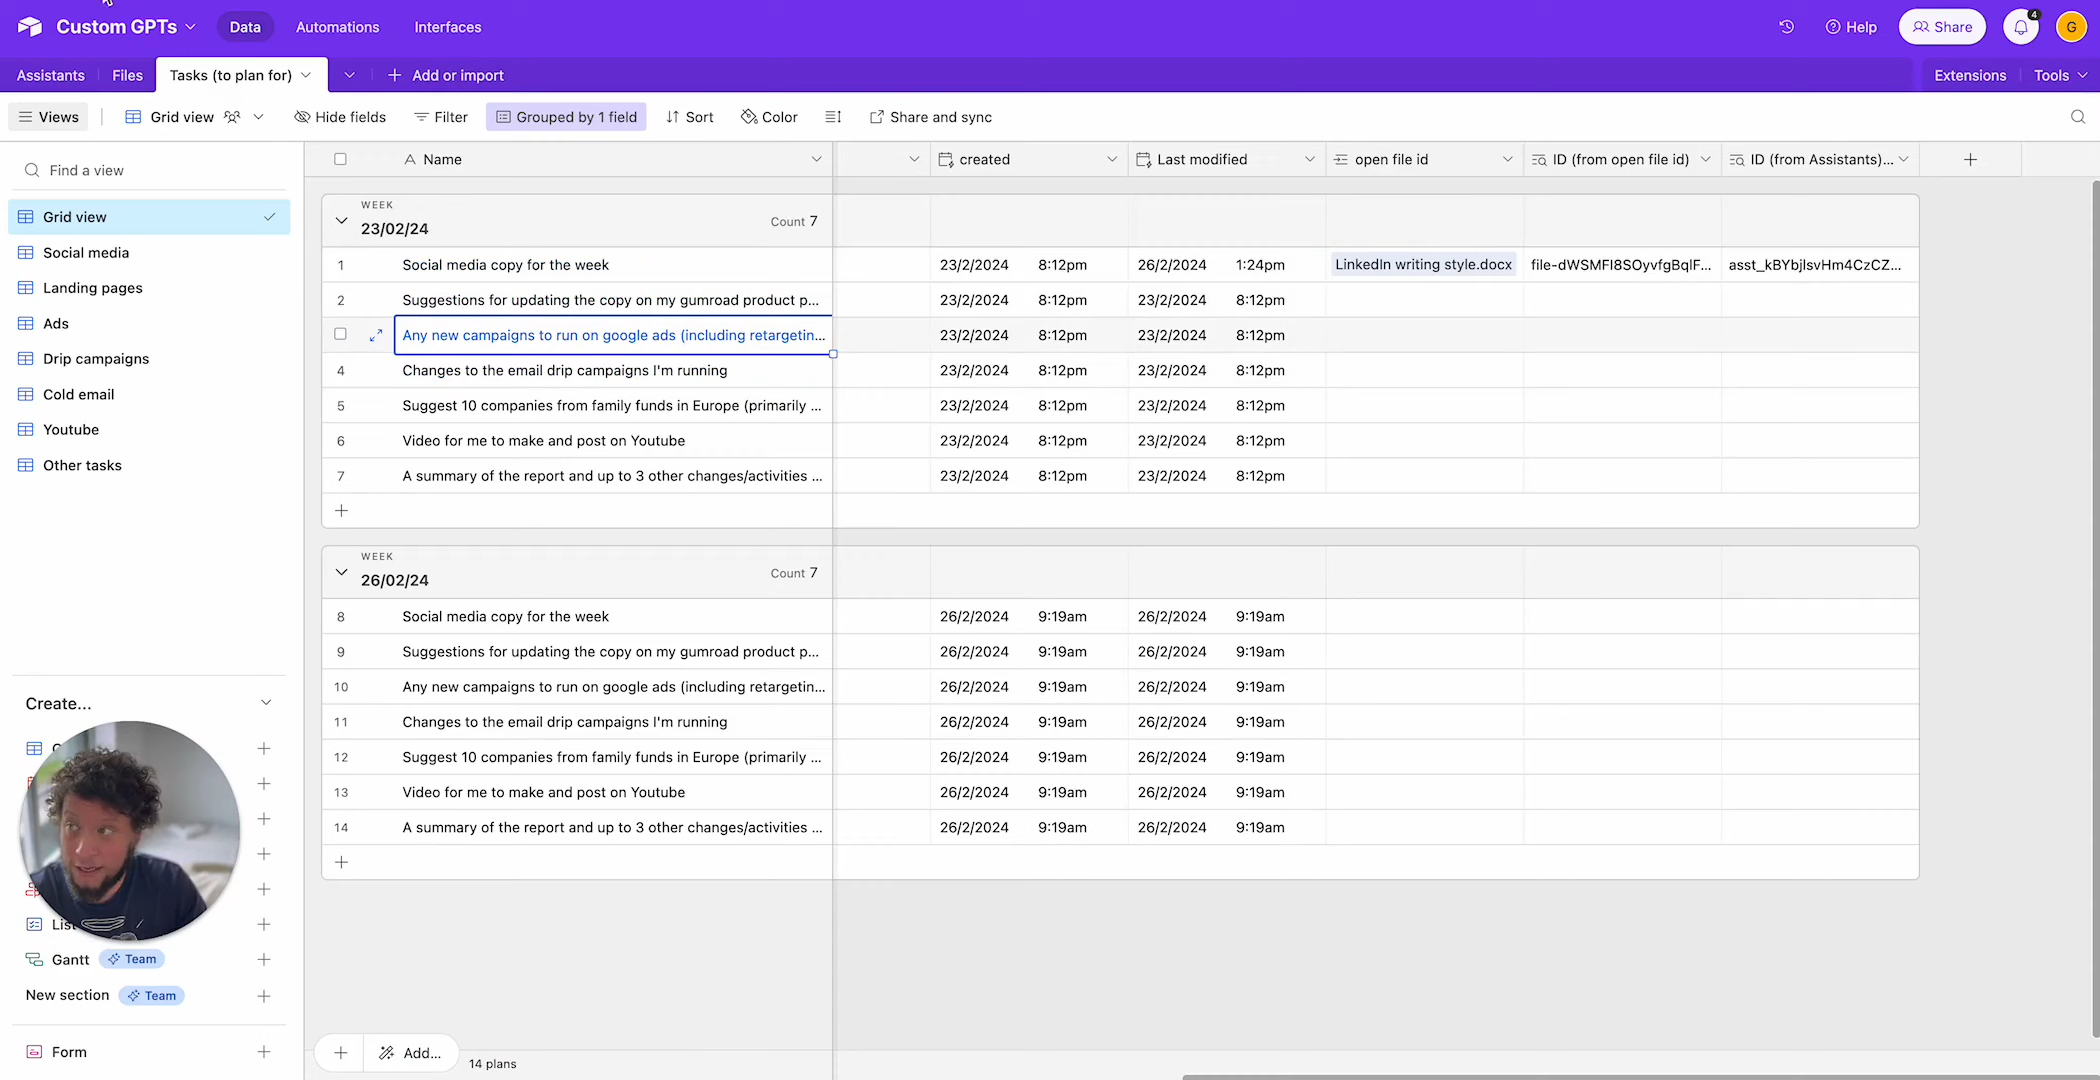 Custom GPTs Data Automations Interfaces Help Share 4 G
Assistants Files Tasks (to plan for) Add or import Extensions Tools
Views Grid view Hide fields Filter Grouped by 1 field Sort Color Share and sync
Find a view
Grid view
Social media
Landing pages
Ads
Drip campaigns
Cold email
Youtube
Other tasks
Create...
List
Gantt Team
New section Team
Form
Name created Last modified open file id ID (from open file id) ID (from Assistants)...
WEEK
23/02/24 Count 7
1 Social media copy for the week 23/2/2024 8:12pm 26/2/2024 1:24pm LinkedIn writing style.docx file-dWSMFI8SOyvfgBqlF... asst_kBYbjlsvHm4CzCZ...
2 Suggestions for updating the copy on my gumroad product p... 23/2/2024 8:12pm 23/2/2024 8:12pm
Any new campaigns to run on google ads (including retargetin... 23/2/2024 8:12pm 23/2/2024 8:12pm
4 Changes to the email drip campaigns I'm running 23/2/2024 8:12pm 23/2/2024 8:12pm
5 Suggest 10 companies from family funds in Europe (primarily ... 23/2/2024 8:12pm 23/2/2024 8:12pm
6 Video for me to make and post on Youtube 23/2/2024 8:12pm 23/2/2024 8:12pm
7 A summary of the report and up to 3 other changes/activities ... 23/2/2024 8:12pm 23/2/2024 8:12pm
WEEK
26/02/24 Count 7
8 Social media copy for the week 26/2/2024 9:19am 26/2/2024 9:19am
9 Suggestions for updating the copy on my gumroad product p... 26/2/2024 9:19am 26/2/2024 9:19am
10 Any new campaigns to run on google ads (including retargetin... 26/2/2024 9:19am 26/2/2024 9:19am
11 Changes to the email drip campaigns I'm running 26/2/2024 9:19am 26/2/2024 9:19am
12 Suggest 10 companies from family funds in Europe (primarily ... 26/2/2024 9:19am 26/2/2024 9:19am
13 Video for me to make and post on Youtube 26/2/2024 9:19am 26/2/2024 9:19am
14 A summary of the report and up to 3 other changes/activities ... 26/2/2024 9:19am 26/2/2024 9:19am
Add...
14 plans